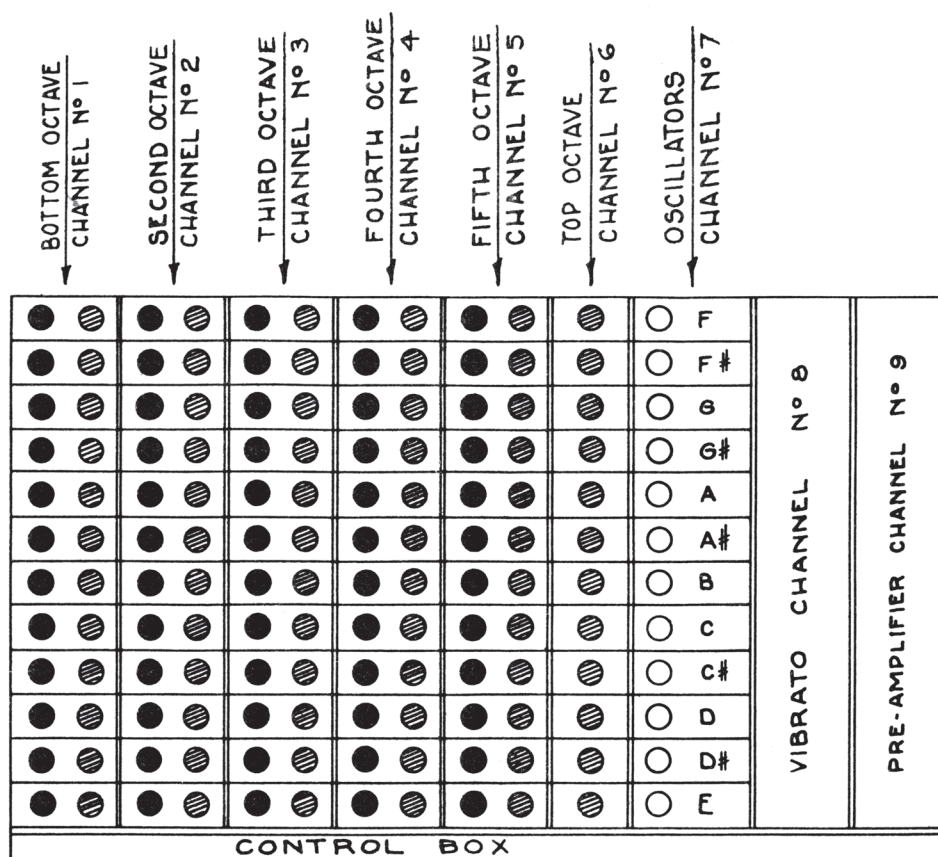 BOTTOM OCTAVE
CHANNEL Nº 1
SECOND OCTAVE
CHANNEL Nº 2
THIRD OCTAVE
CHANNEL Nº 3
FOURTH OCTAVE
CHANNEL Nº 4
FIFTH OCTAVE
CHANNEL Nº 5
TOP OCTAVE
CHANNEL Nº 6
OSCILLATORS
CHANNEL Nº 7
F
F#
G
G#
A
A#
B
C
C#
D
D#
E
VIBRATO CHANNEL Nº 8
PRE-AMPLIFIER CHANNEL Nº 9
CONTROL BOX